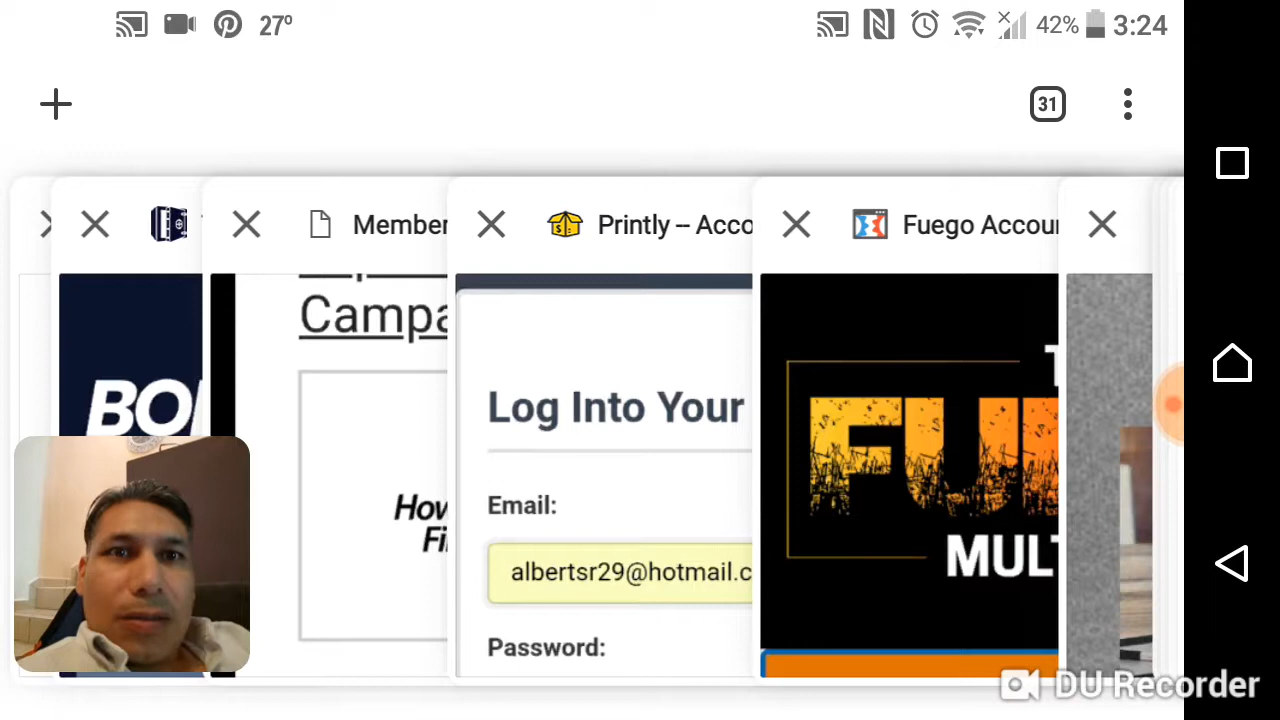 27°
42%
3:24
31
Member
Printly -- Acco
Fuego Accou
Campa
BO
Log Into Your
How
Fi
Email:
albertsr29@hotmail.c
Password:
FU
MUL
DU Recorder